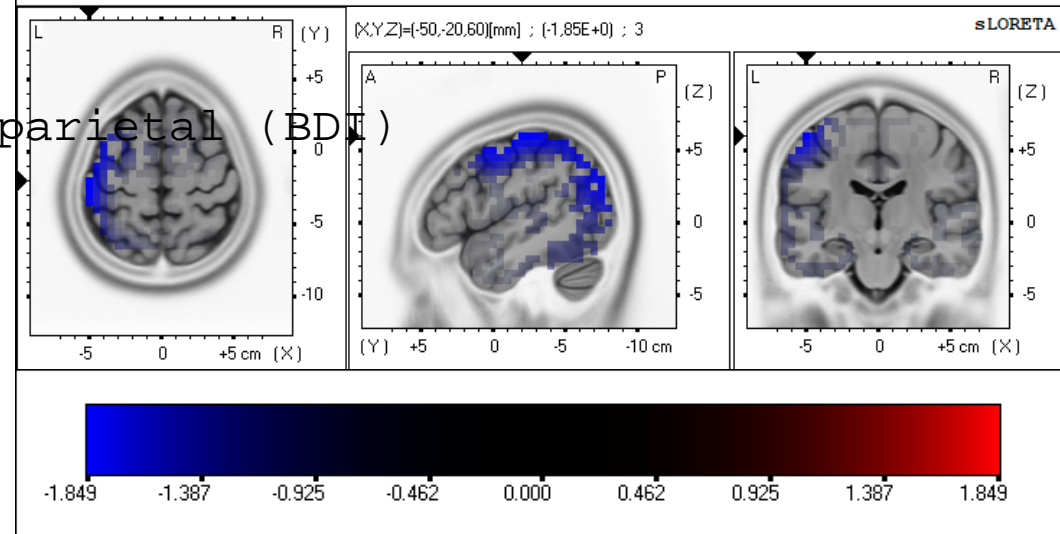 (X,Y,Z)=(-50,-20,60)[mm] ; (-1,85E+0) ; 3
sLORETA
L R (Y)
A P (Z)
L R (Z)
+5 0 -5 -10
+5 0 -5
+5 0 -5
parietal (BDI)
-5 0 +5 cm (X)
(Y) +5 0 -5 -10 cm
-5 0 +5 cm (X)
-1.849 -1.387 -0.925 -0.462 0.000 0.462 0.925 1.387 1.849